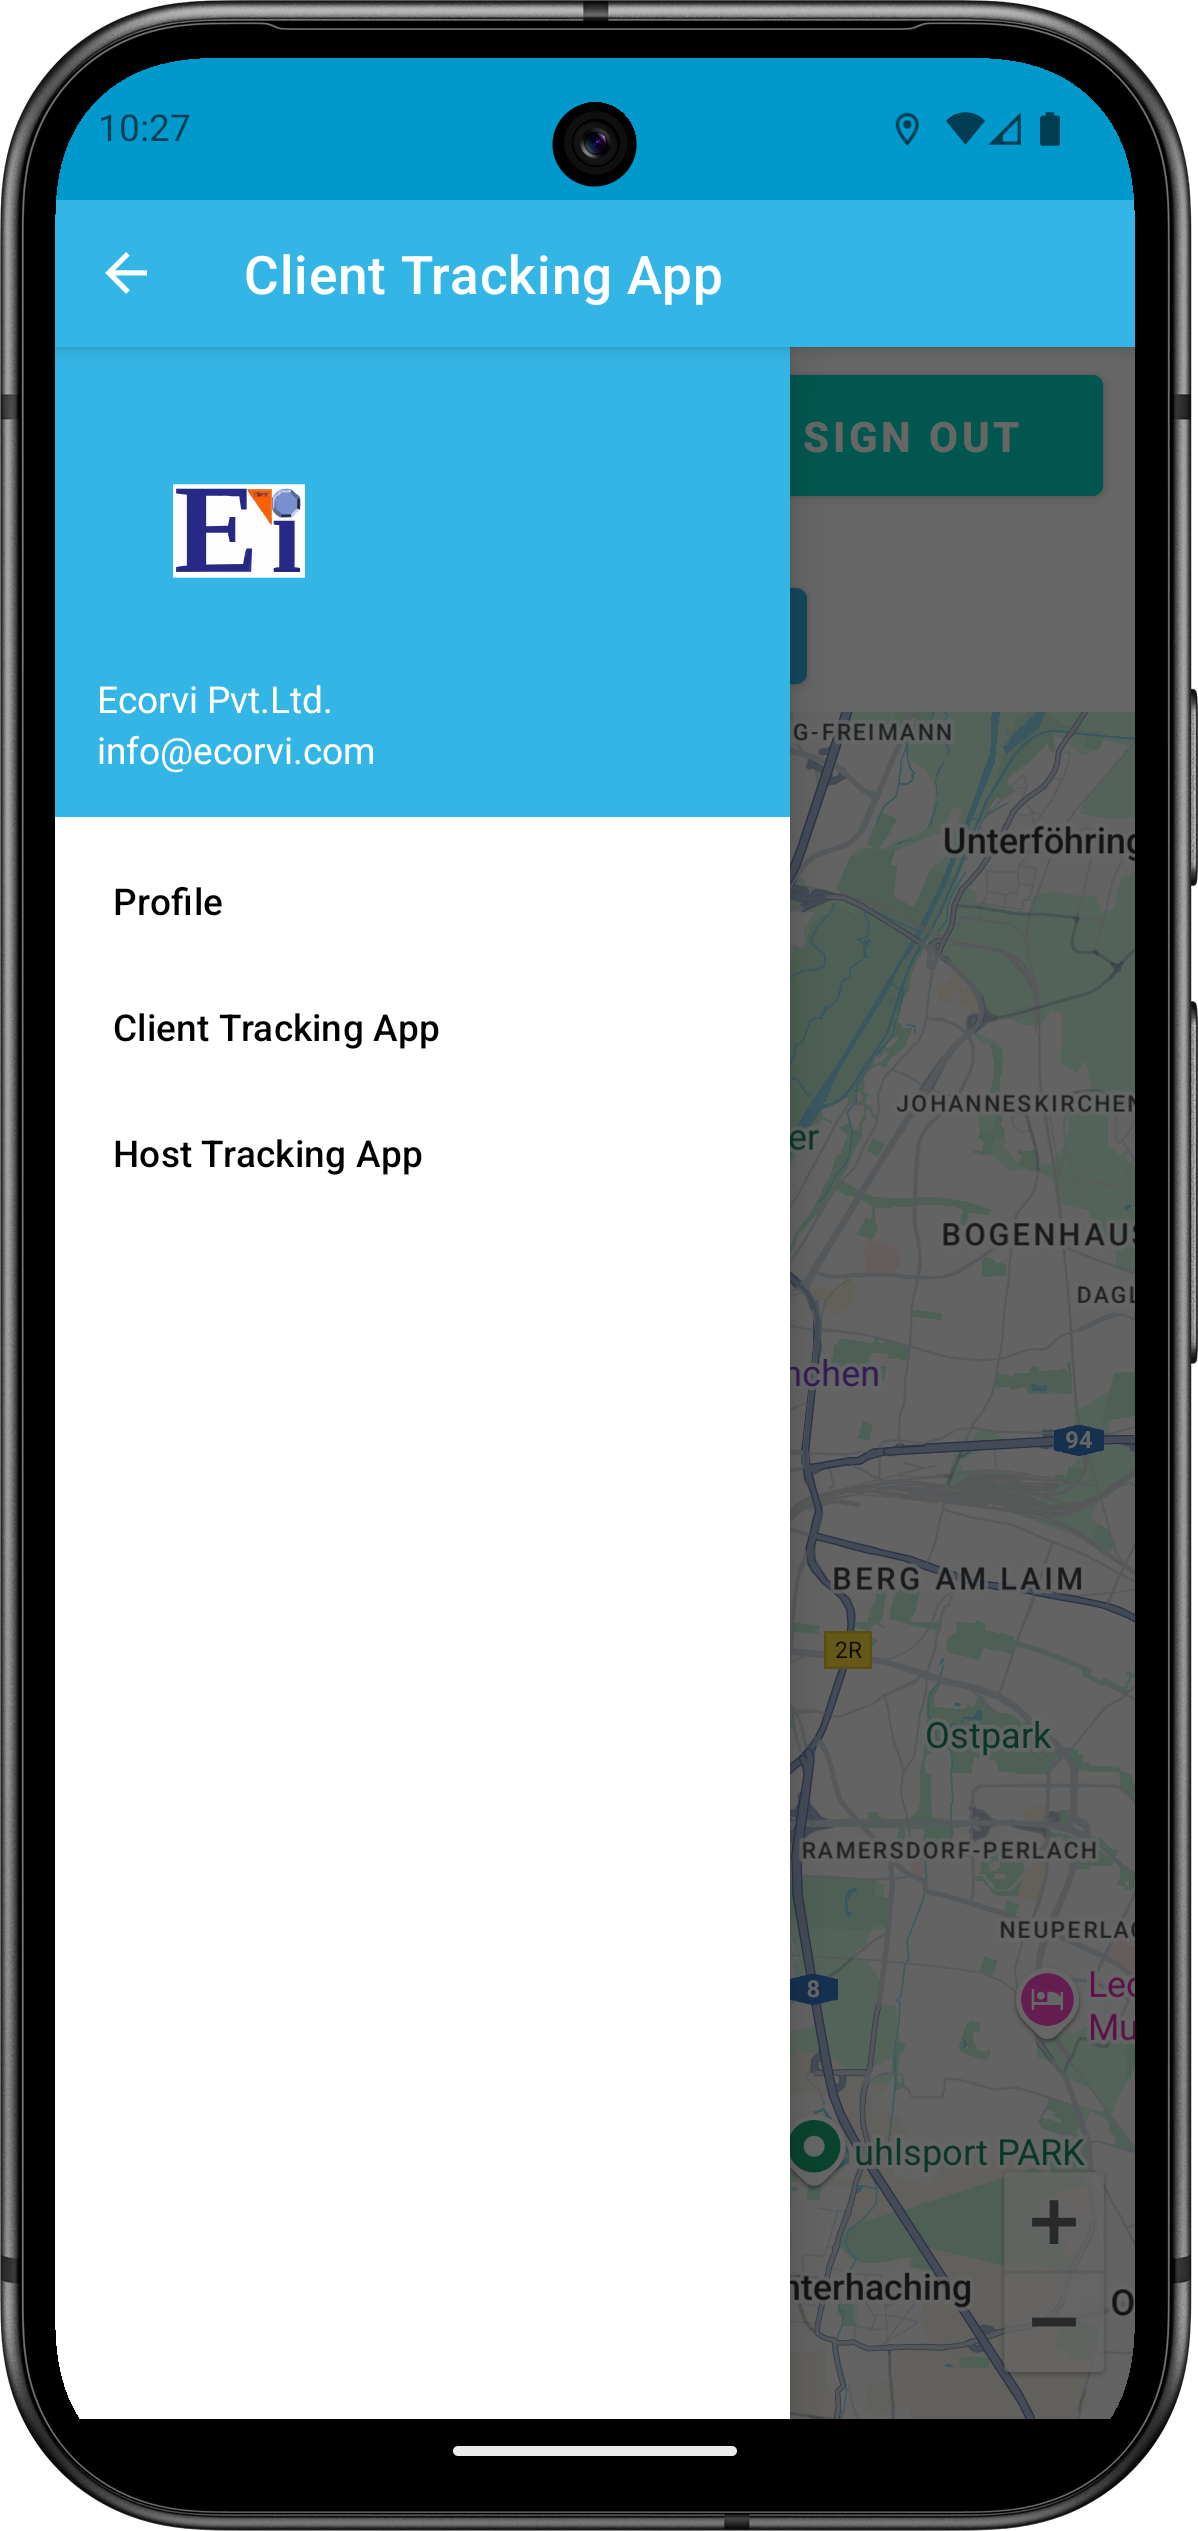 10:27
Client Tracking App
SIGN OUT
Ei
Ecorvi Pvt.Ltd.
info@ecorvi.com
Profile
Client Tracking App
Host Tracking App
G-FREIMANN
Unterföhring
JOHANNESKIRCHEN
er
BOGENHAUS
DAGL
nchen
94
BERG AM LAIM
2R
Ostpark
RAMERSDORF-PERLACH
NEUPERLAC
8
Leo
Mu
uhlsport PARK
+
nterhaching
O
−